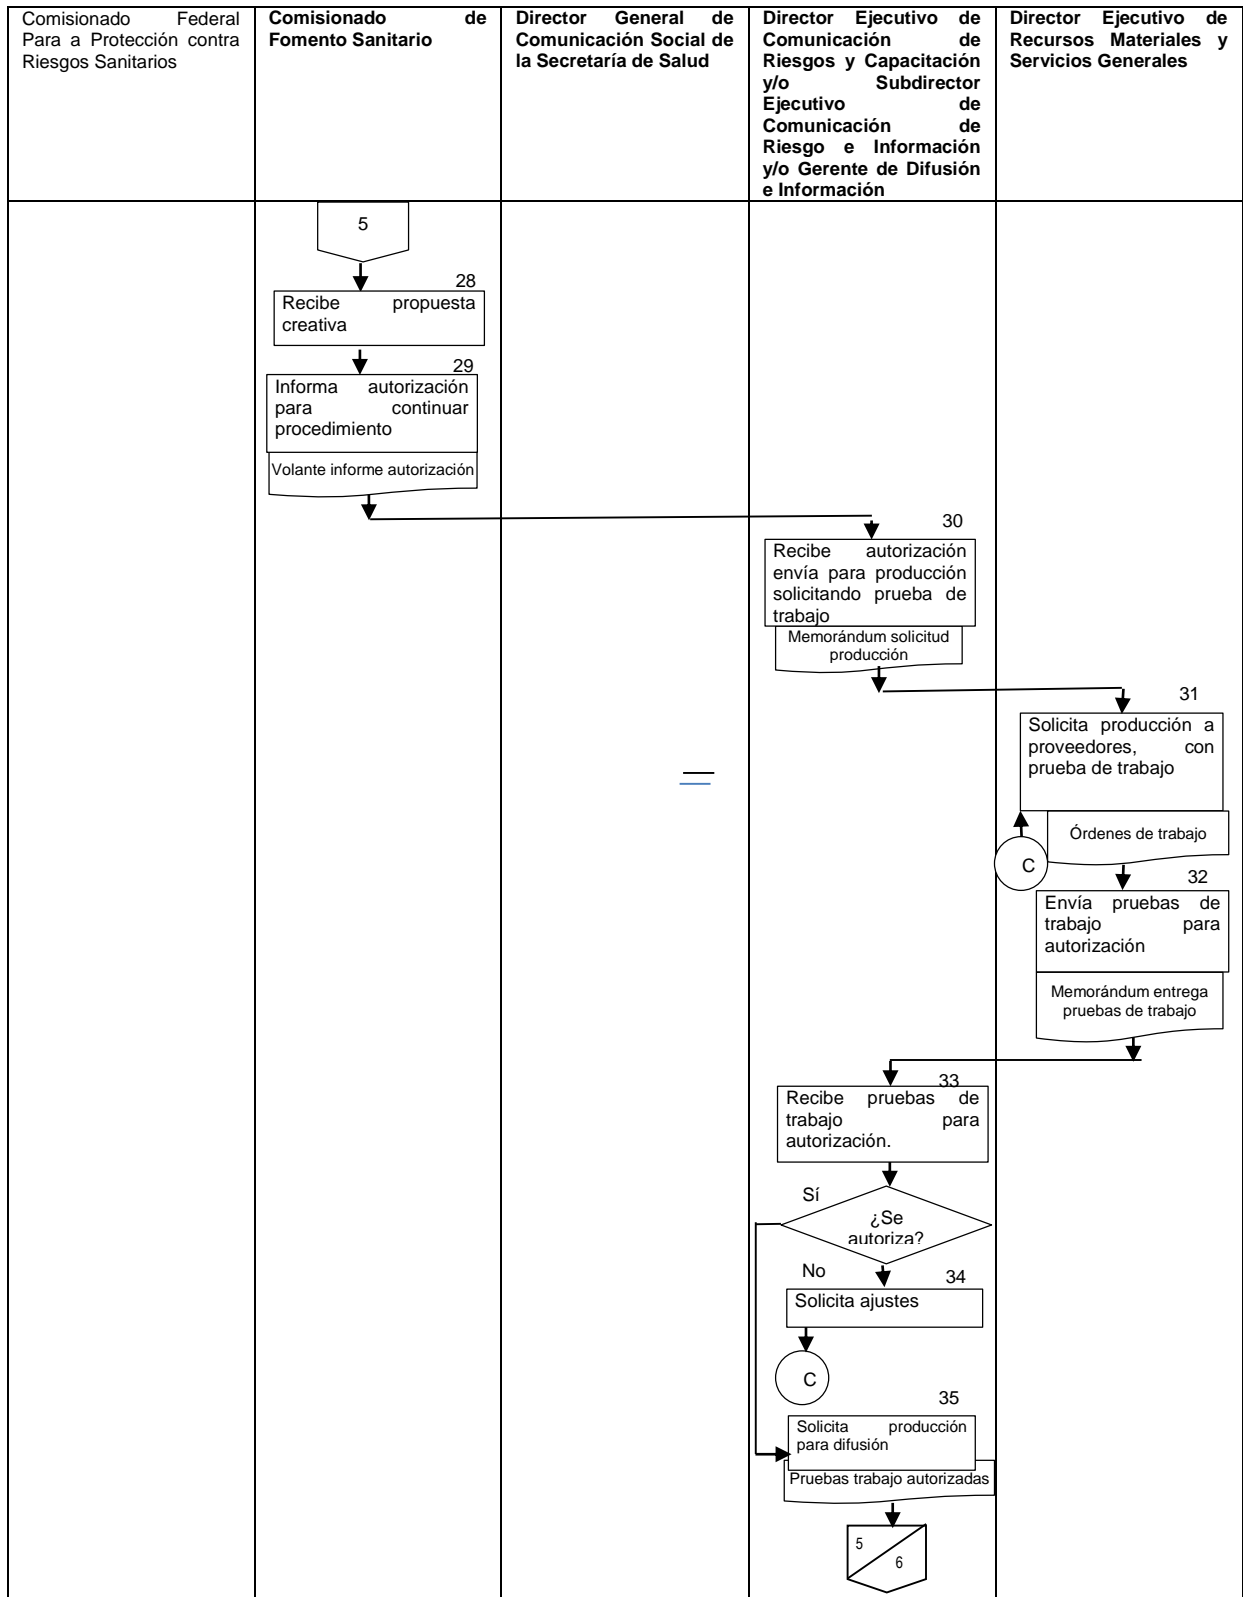 Comisionado Federal
Para a Protección contra
Riesgos Sanitarios
Comisionado de
Fomento Sanitario
Director General de
Comunicación Social de
la Secretaría de Salud
Director Ejecutivo de
Comunicación de
Riesgos y Capacitación
y/o Subdirector
Ejecutivo de
Comunicación de
Riesgo e Información
y/o Gerente de Difusión
e Información
Director Ejecutivo de
Recursos Materiales y
Servicios Generales
5
28
Recibe propuesta
creativa
29
Informa autorización
para continuar
procedimiento
Volante informe autorización
30
Recibe autorización
envía para producción
solicitando prueba de
trabajo
Memorándum solicitud
producción
31
Solicita producción a
proveedores, con
prueba de trabajo
Órdenes de trabajo
C
32
Envía pruebas de
trabajo para
autorización
Memorándum entrega
pruebas de trabajo
33
Recibe pruebas de
trabajo para
autorización.
Sí
¿Se
autoriza?
No
34
Solicita ajustes
C
35
Solicita producción
para difusión
Pruebas trabajo autorizadas
5
6